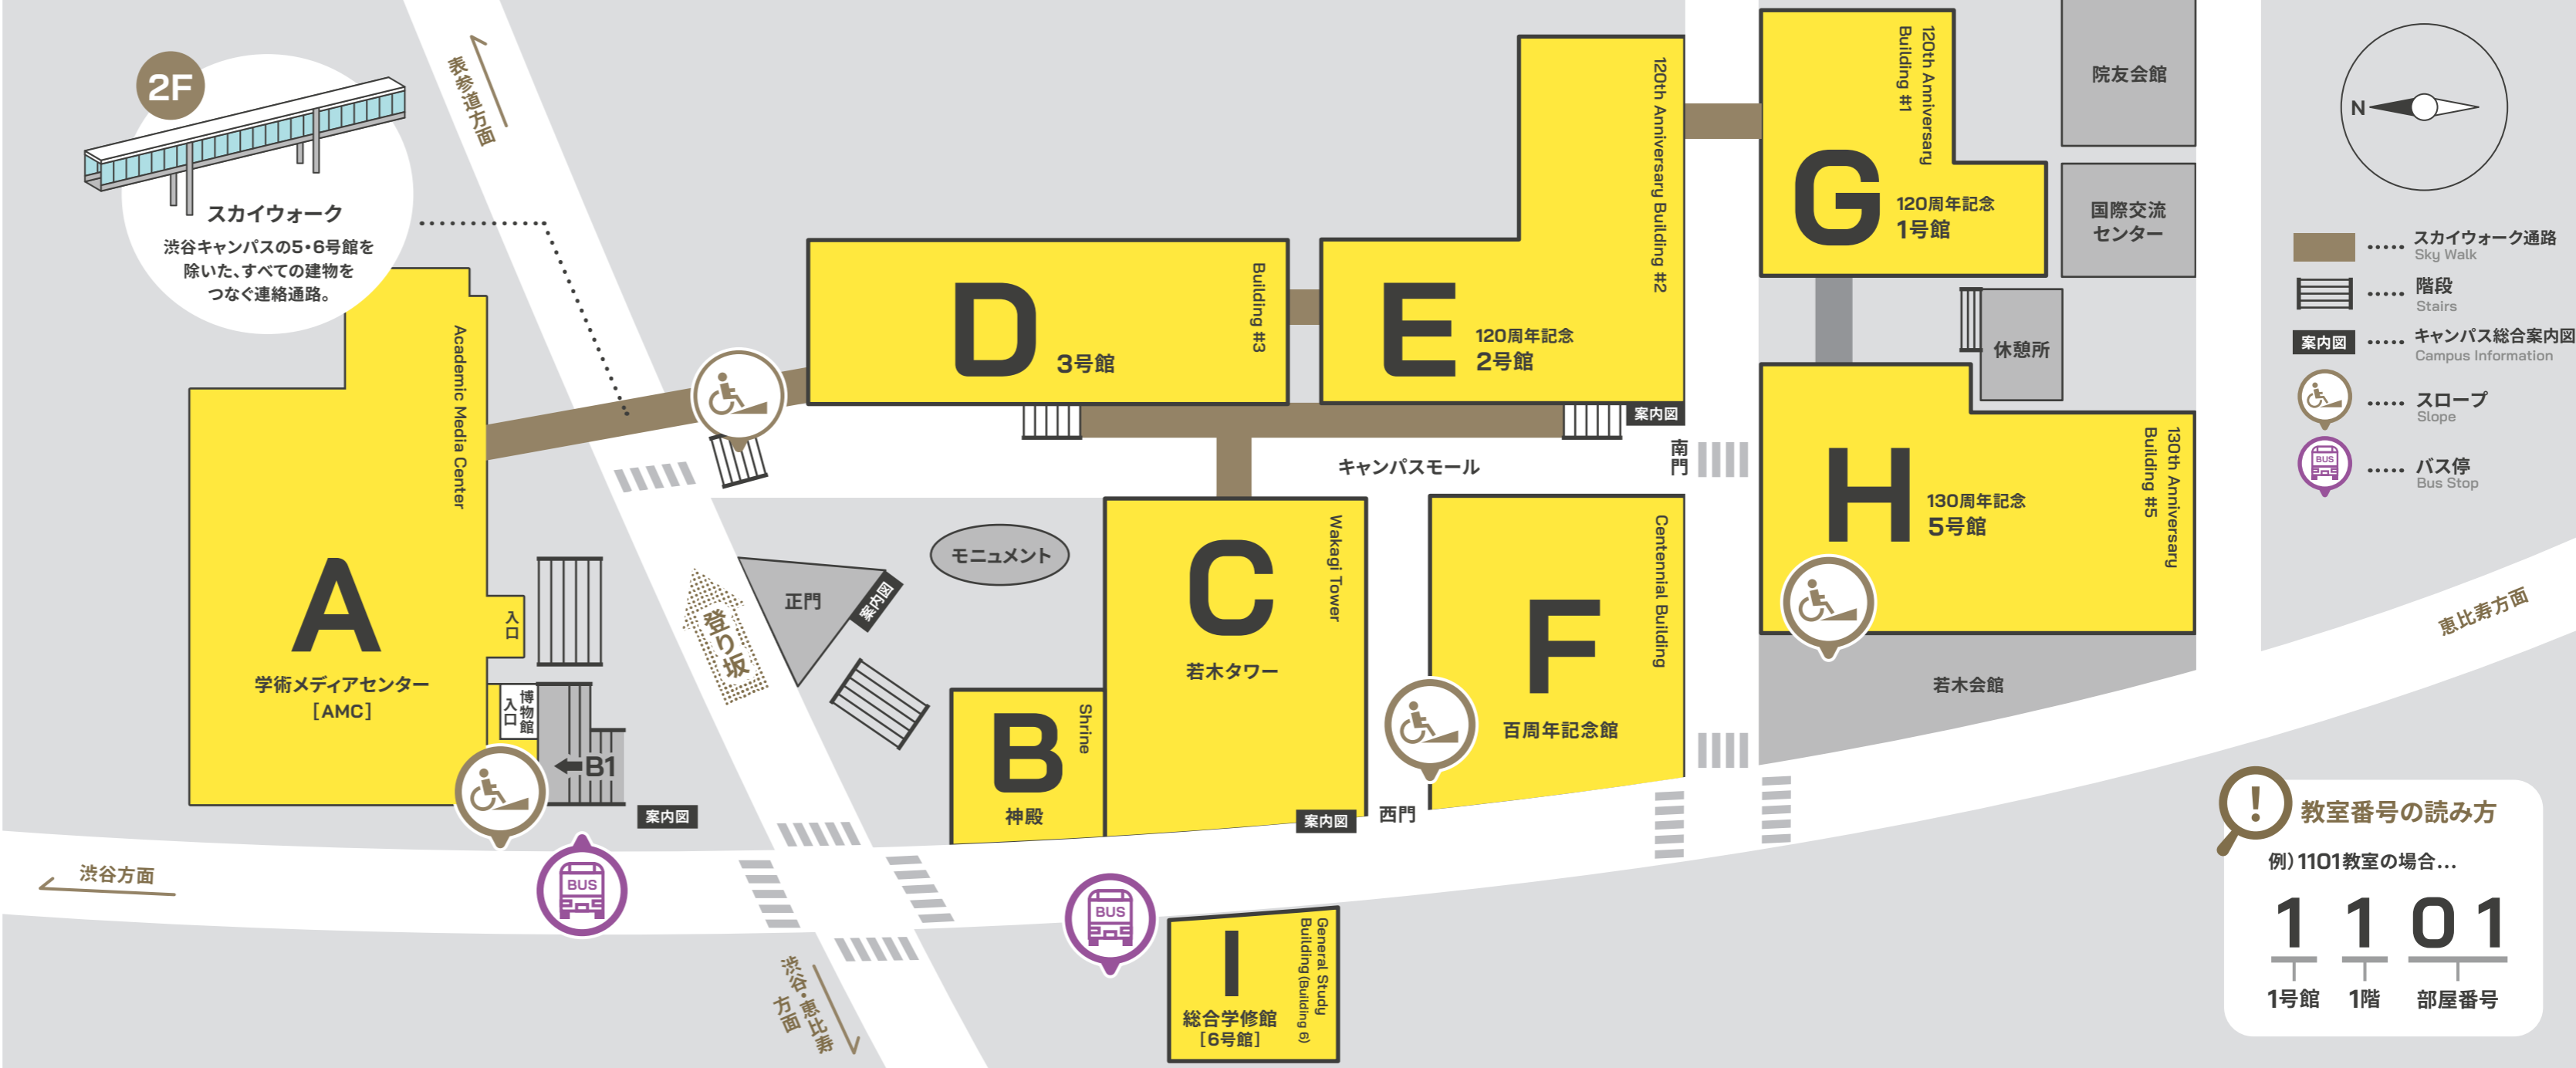 2F
スカイウォーク
渋谷キャンパスの5・6号館を
除いた、すべての建物を
つなぐ連絡通路。
表参道方面
A
学術メディアセンター
[AMC]
Academic Media Center
入口
博物館
入口
B1
案内図
渋谷方面
BUS
登り坂
正門
案内図
モニュメント
B
神殿
Shrine
C
若木タワー
Wakagi Tower
案内図
西門
D
3号館
Building #3
E
120周年記念
2号館
120th Anniversary Building #2
案内図
キャンパスモール
南門
F
百周年記念館
Centennial Building
G
120周年記念
1号館
120th Anniversary
Building #1
H
130周年記念
5号館
130th Anniversary
Building #5
若木会館
院友会館
国際交流
センター
休憩所
BUS
I
総合学修館
[6号館]
General Study
Building (Building 6)
渋谷・恵比寿
方面
恵比寿方面
N
スカイウォーク通路
Sky Walk
階段
Stairs
案内図
キャンパス総合案内図
Campus Information
スロープ
Slope
BUS
バス停
Bus Stop
!
教室番号の読み方
例)1101教室の場合…
1 1 01
1号館 1階 部屋番号